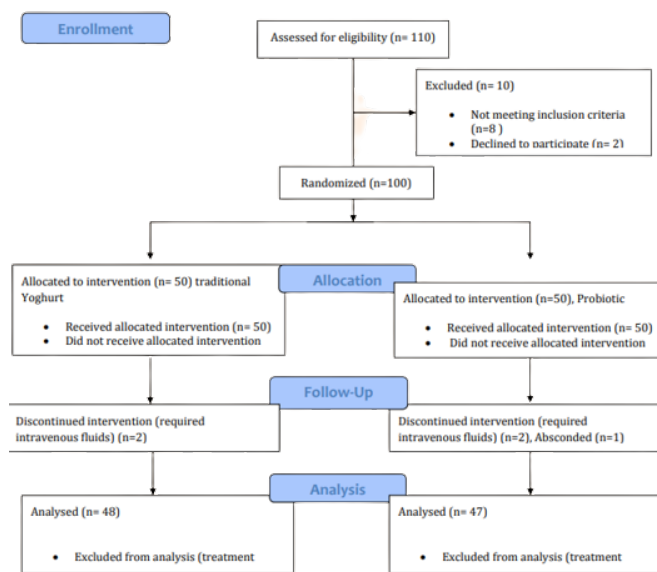 Enrollment
Assessed for eligibility (n= 110)
Excluded (n= 10)
• Not meeting inclusion criteria
(n=8 )
• Declined to participate (n= 2)
Randomized (n=100)
Allocation
Allocated to intervention (n= 50) traditional
Yoghurt
• Received allocated intervention (n= 50)
• Did not receive allocated intervention
Allocated to intervention (n=50), Probiotic
• Received allocated intervention (n= 50)
• Did not receive allocated intervention
Follow-Up
Discontinued intervention (required
intravenous fluids) (n=2)
Discontinued intervention (required
intravenous fluids) (n=2), Absconded (n=1)
Analysis
Analysed (n= 48)
• Excluded from analysis (treatment
Analysed (n= 47)
• Excluded from analysis (treatment